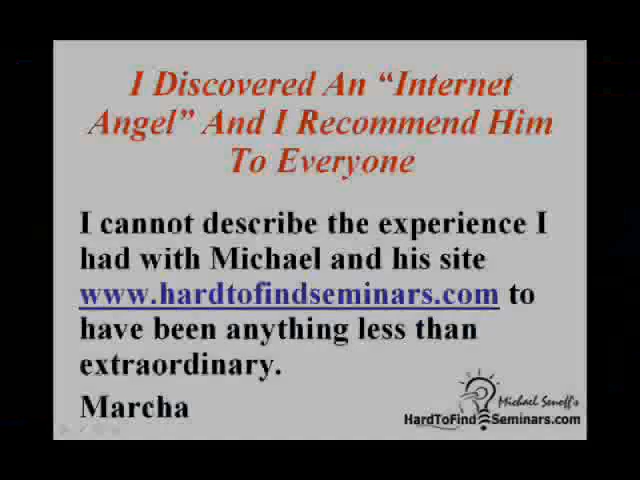 I Discovered An “Internet
Angel” And I Recommend Him
To Everyone
I cannot describe the experience I
had with Michael and his site
www.hardtofindseminars.com to
have been anything less than
extraordinary.
Marcha
Michael Senoff's
HardToFindSeminars.com